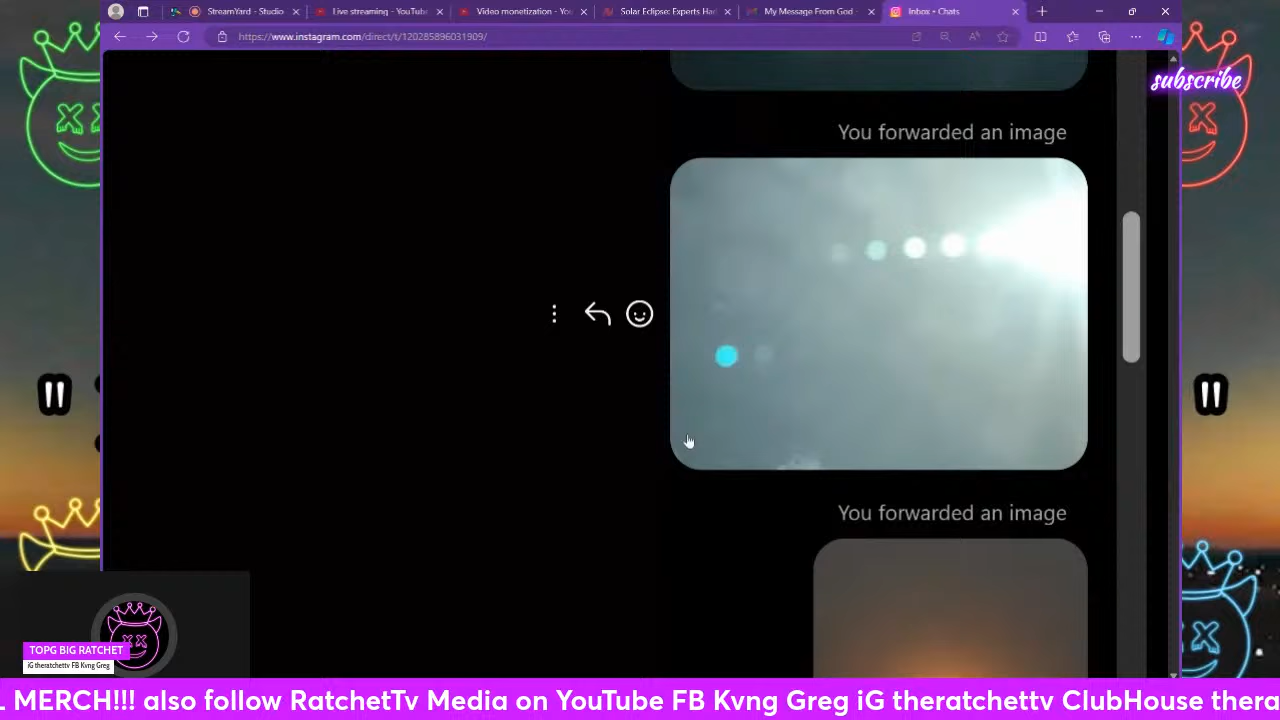 StreamYard - Studio
Live streaming - YouTube
Video monetization - You
Solar Eclipse: Experts Har
My Message From God -
Inbox • Chats
https://www.instagram.com/direct/t/120285896031909/
subscribe
You forwarded an image
You forwarded an image
TOPG BIG RATCHET
iG theratchettv FB Kvng Greg
L MERCH!!! also follow RatchetTv Media on YouTube FB Kvng Greg iG theratchettv ClubHouse thera